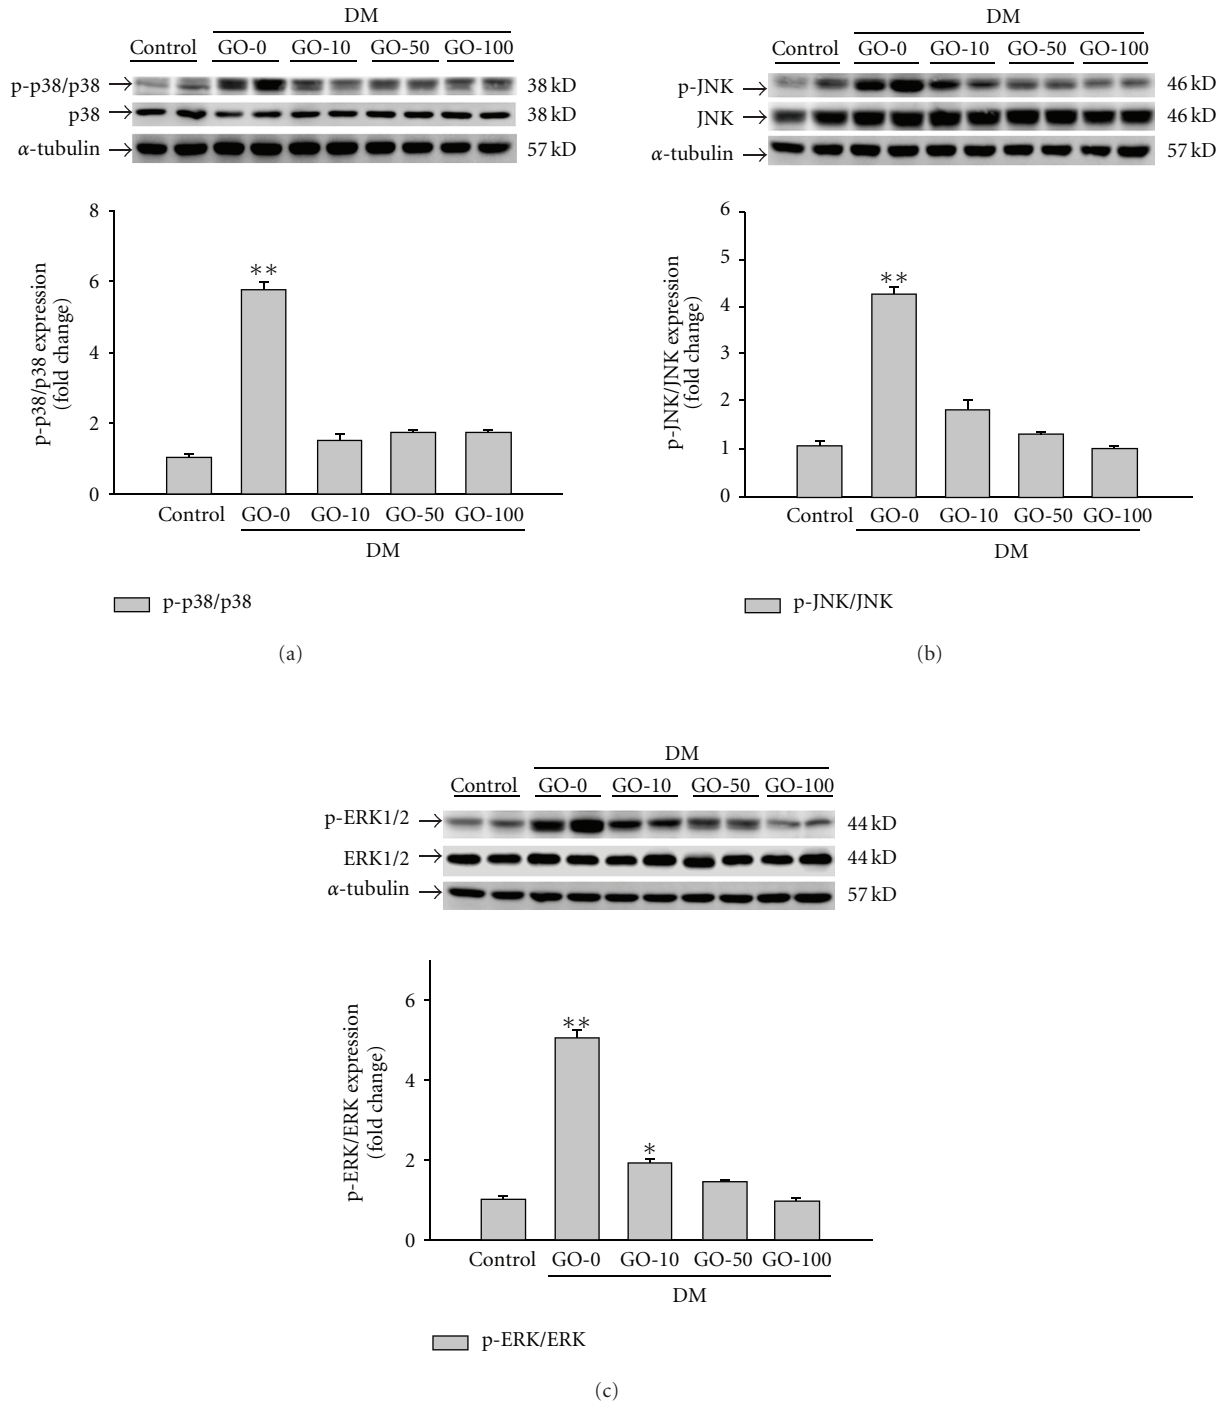 DM
Control GO-0 GO-10 GO-50 GO-100
p-p38/p38 → 38 kD
p38 → 38 kD
α-tubulin → 57 kD
8
6
4
2
0
p-p38/p38 expression
(fold change)
**
Control GO-0 GO-10 GO-50 GO-100
DM
p-p38/p38
(a)
DM
Control GO-0 GO-10 GO-50 GO-100
p-JNK → 46 kD
JNK → 46 kD
α-tubulin → 57 kD
6
5
4
3
2
1
0
p-JNK/JNK expression
(fold change)
**
Control GO-0 GO-10 GO-50 GO-100
DM
p-JNK/JNK
(b)
DM
Control GO-0 GO-10 GO-50 GO-100
p-ERK1/2 → 44 kD
ERK1/2 → 44 kD
α-tubulin → 57 kD
6
4
2
0
p-ERK/ERK expression
(fold change)
**
*
Control GO-0 GO-10 GO-50 GO-100
DM
p-ERK/ERK
(c)